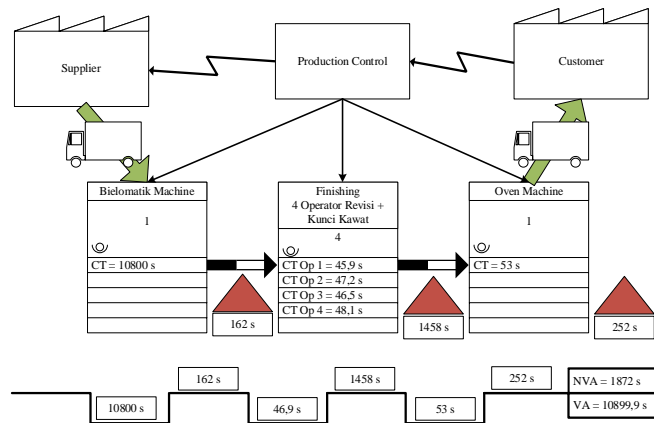 Supplier
Production Control
Customer
Bielomatik Machine
1
CT = 10800 s
Finishing
4 Operator Revisi +
Kunci Kawat
4
CT Op 1 = 45,9 s
CT Op 2 = 47,2 s
CT Op 3 = 46,5 s
CT Op 4 = 48,1 s
Oven Machine
1
CT = 53 s
162 s
1458 s
252 s
162 s
1458 s
252 s
NVA = 1872 s
10800 s
46,9 s
53 s
VA = 10899,9 s